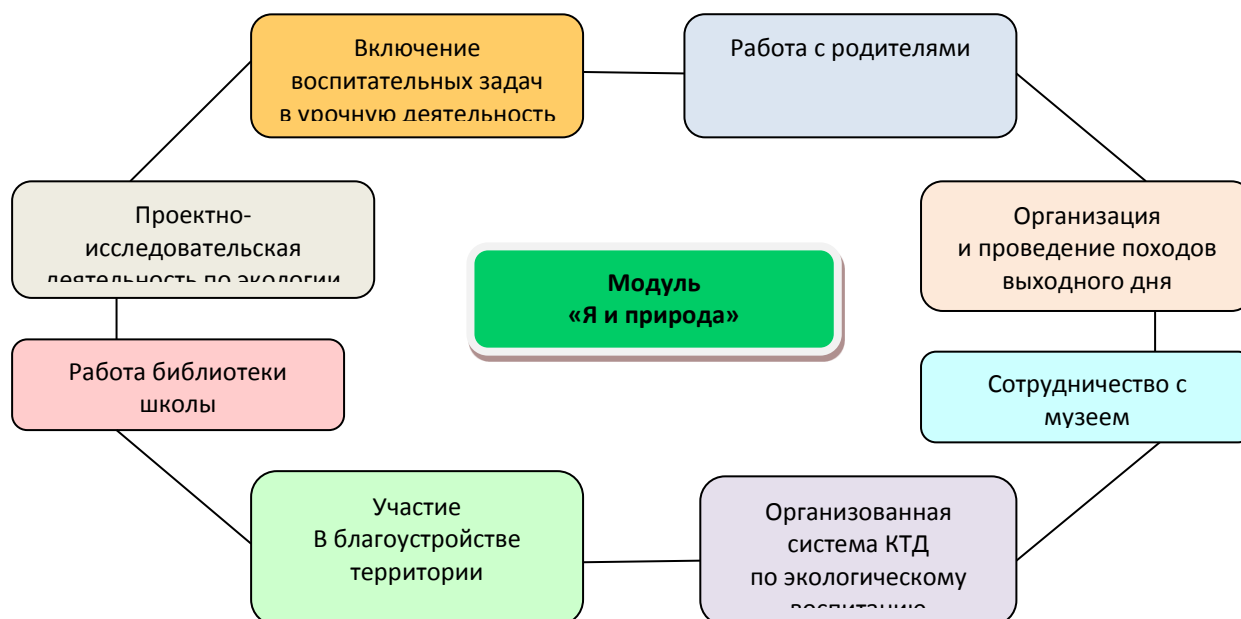 Включение
воспитательных задач
в урочную деятельность
Работа с родителями
Проектно-
исследовательская
деятельность по экологии
Организация
и проведение походов
выходного дня
Модуль
«Я и природа»
Работа библиотеки
школы
Сотрудничество с
музеем
Участие
В благоустройстве
территории
Организованная
система КТД
по экологическому
воспитанию